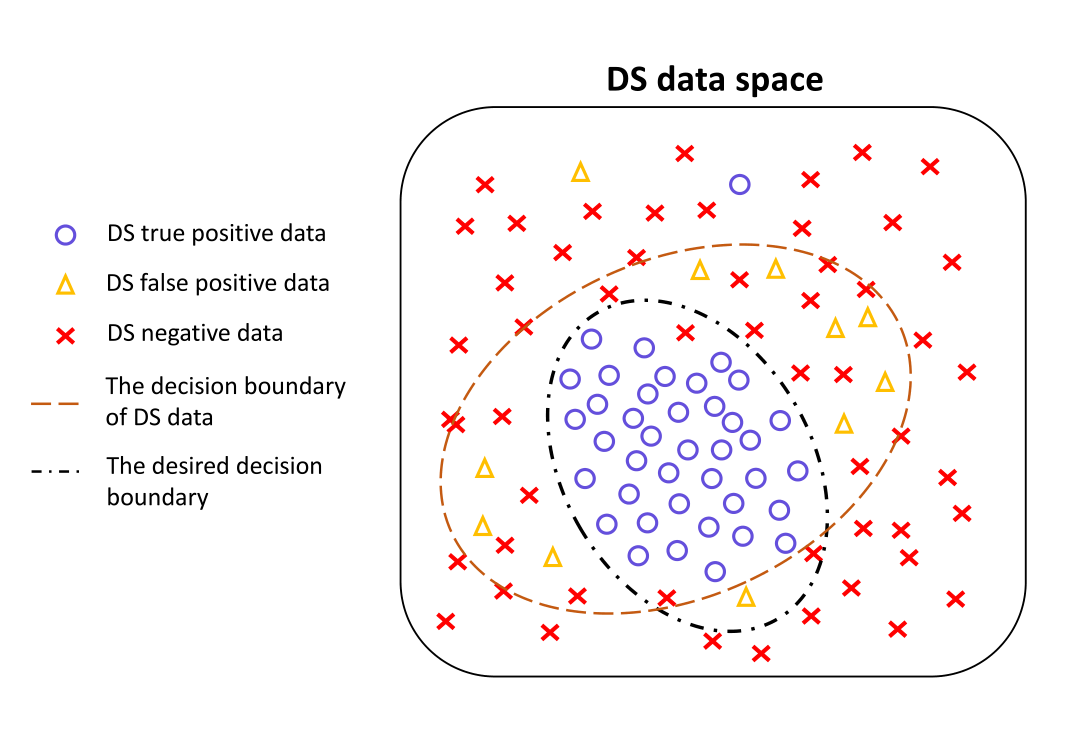 DS data space
DS true positive data
DS false positive data
DS negative data
The decision boundary
of DS data
The desired decision
boundary